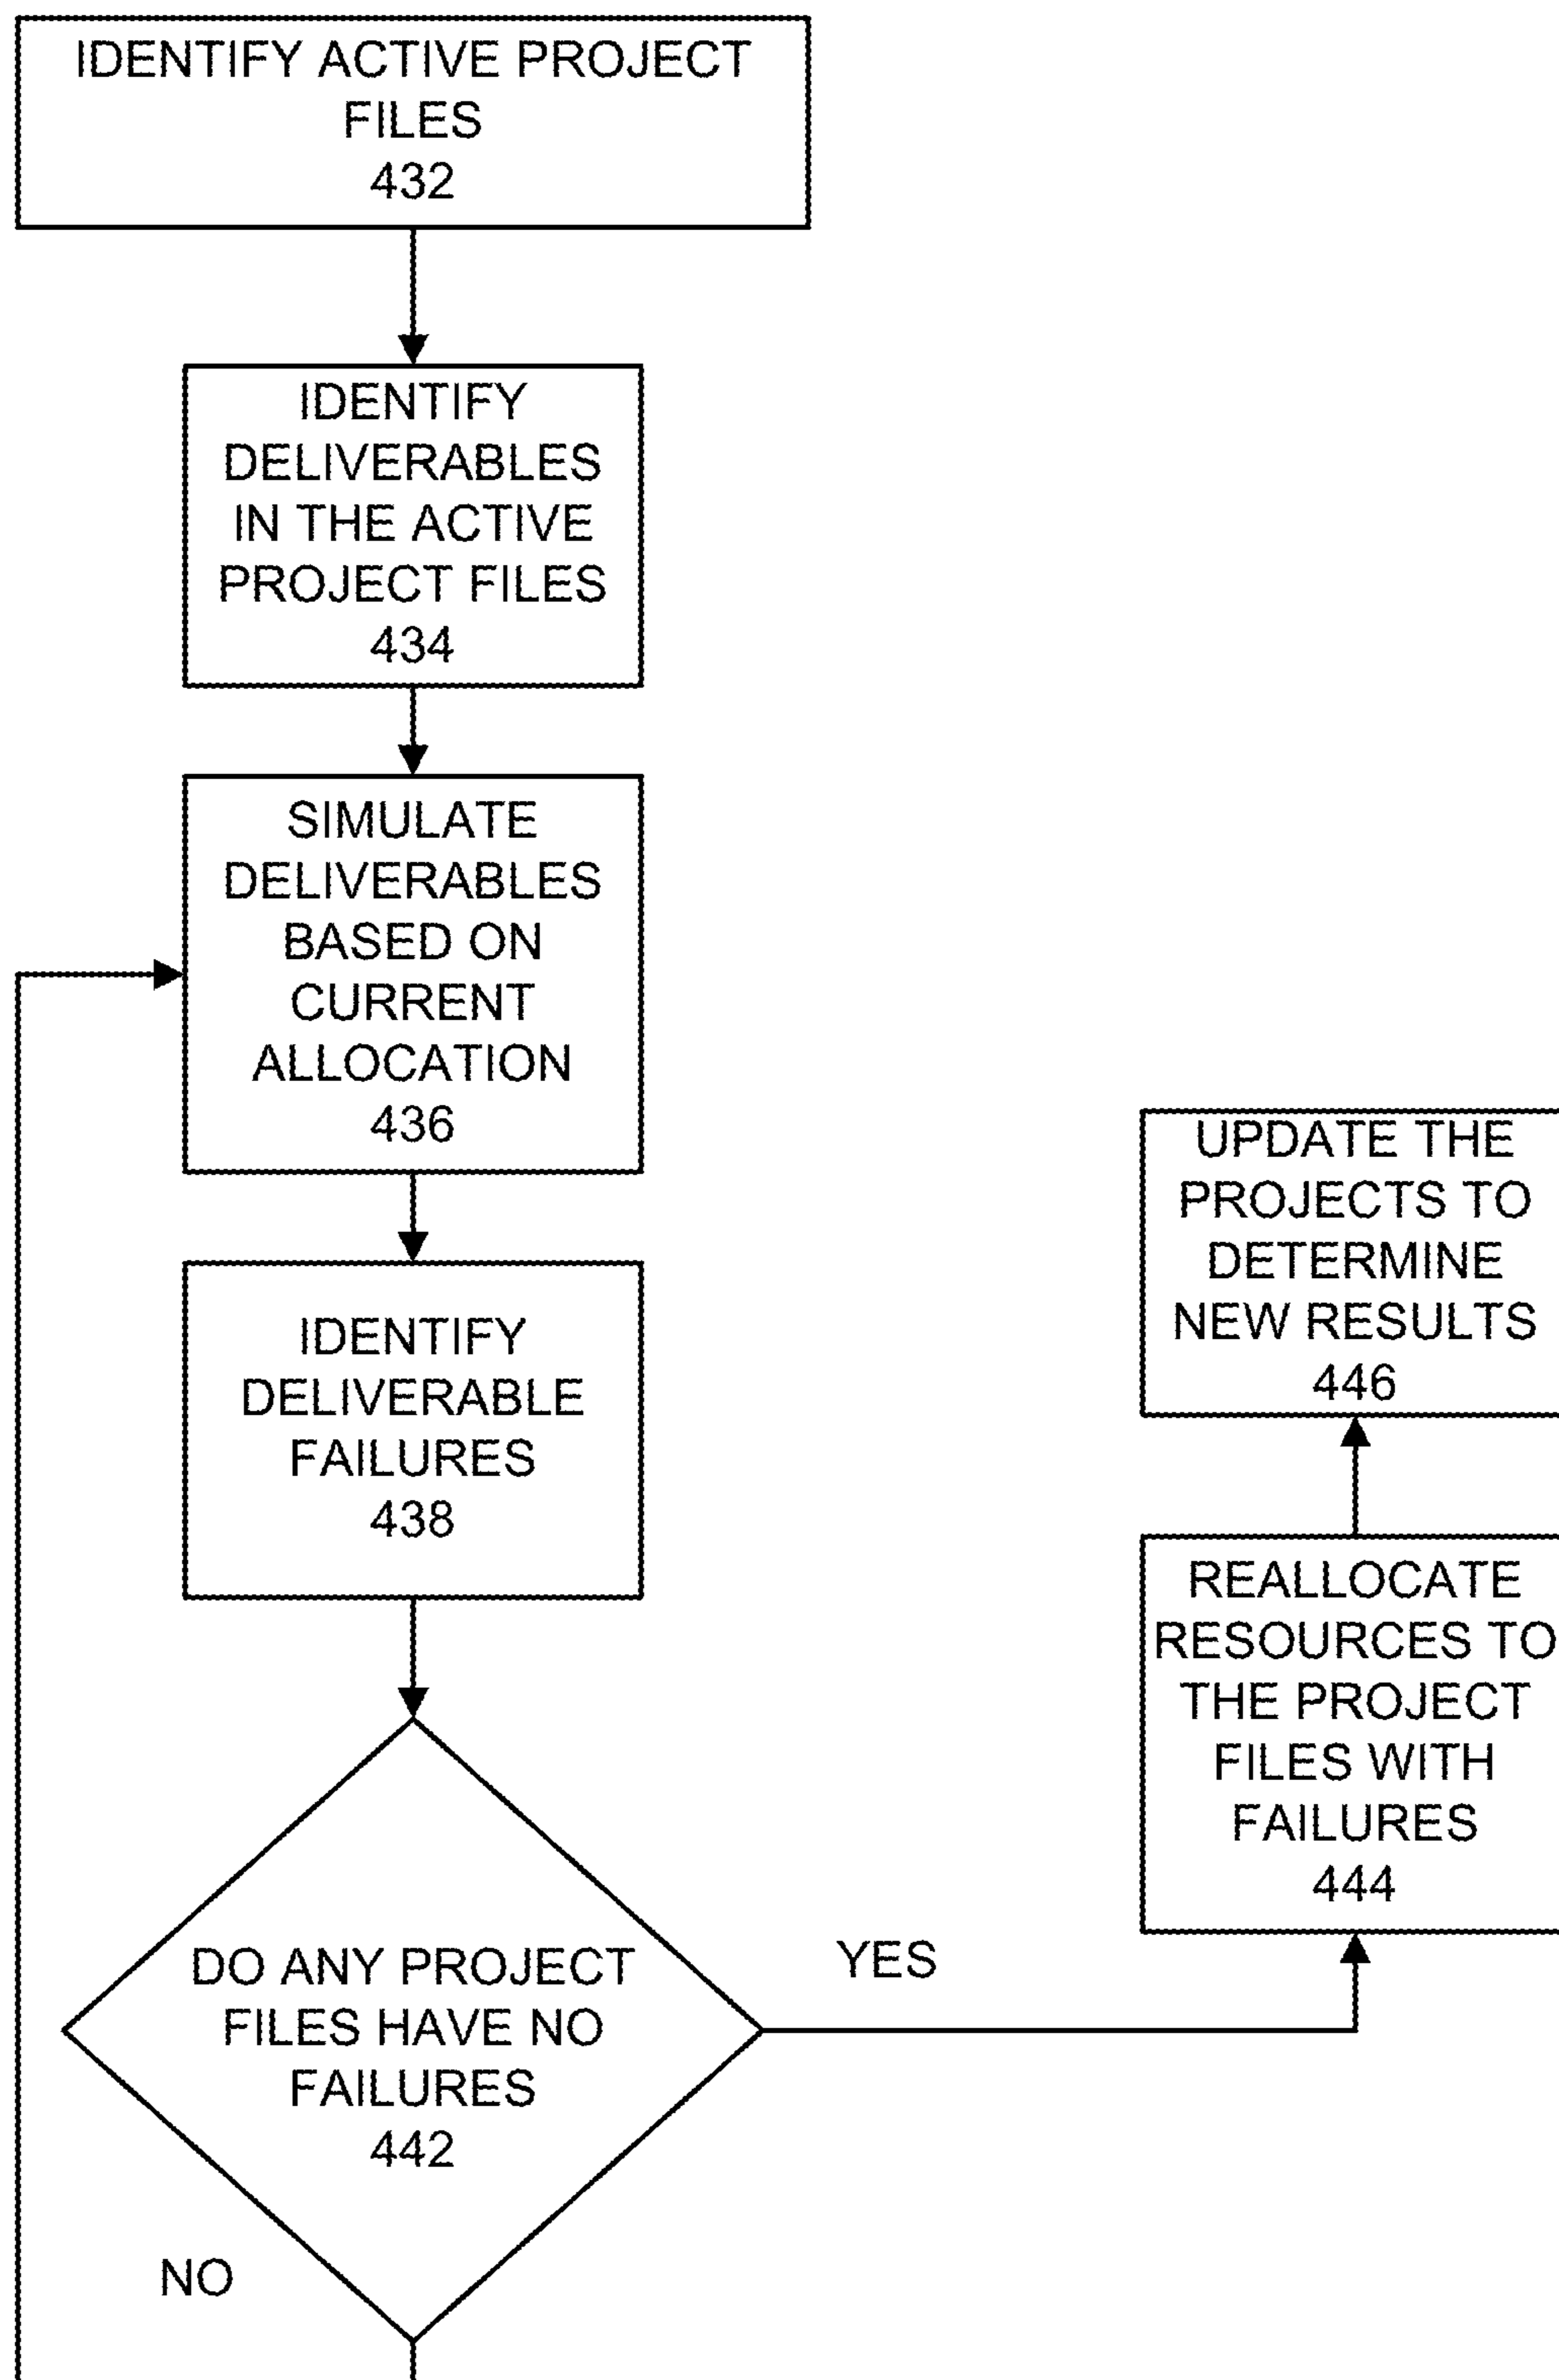 IDENTIFY ACTIVE PROJECT
FILES
432
IDENTIFY
DELIVERABLES
IN THE ACTIVE
PROJECT FILES
434
SIMULATE
DELIVERABLES
BASED ON
CURRENT
ALLOCATION
436
IDENTIFY
DELIVERABLE
FAILURES
438
DO ANY PROJECT
FILES HAVE NO
FAILURES
442
YES
NO
REALLOCATE
RESOURCES TO
THE PROJECT
FILES WITH
FAILURES
444
UPDATE THE
PROJECTS TO
DETERMINE
NEW RESULTS
446